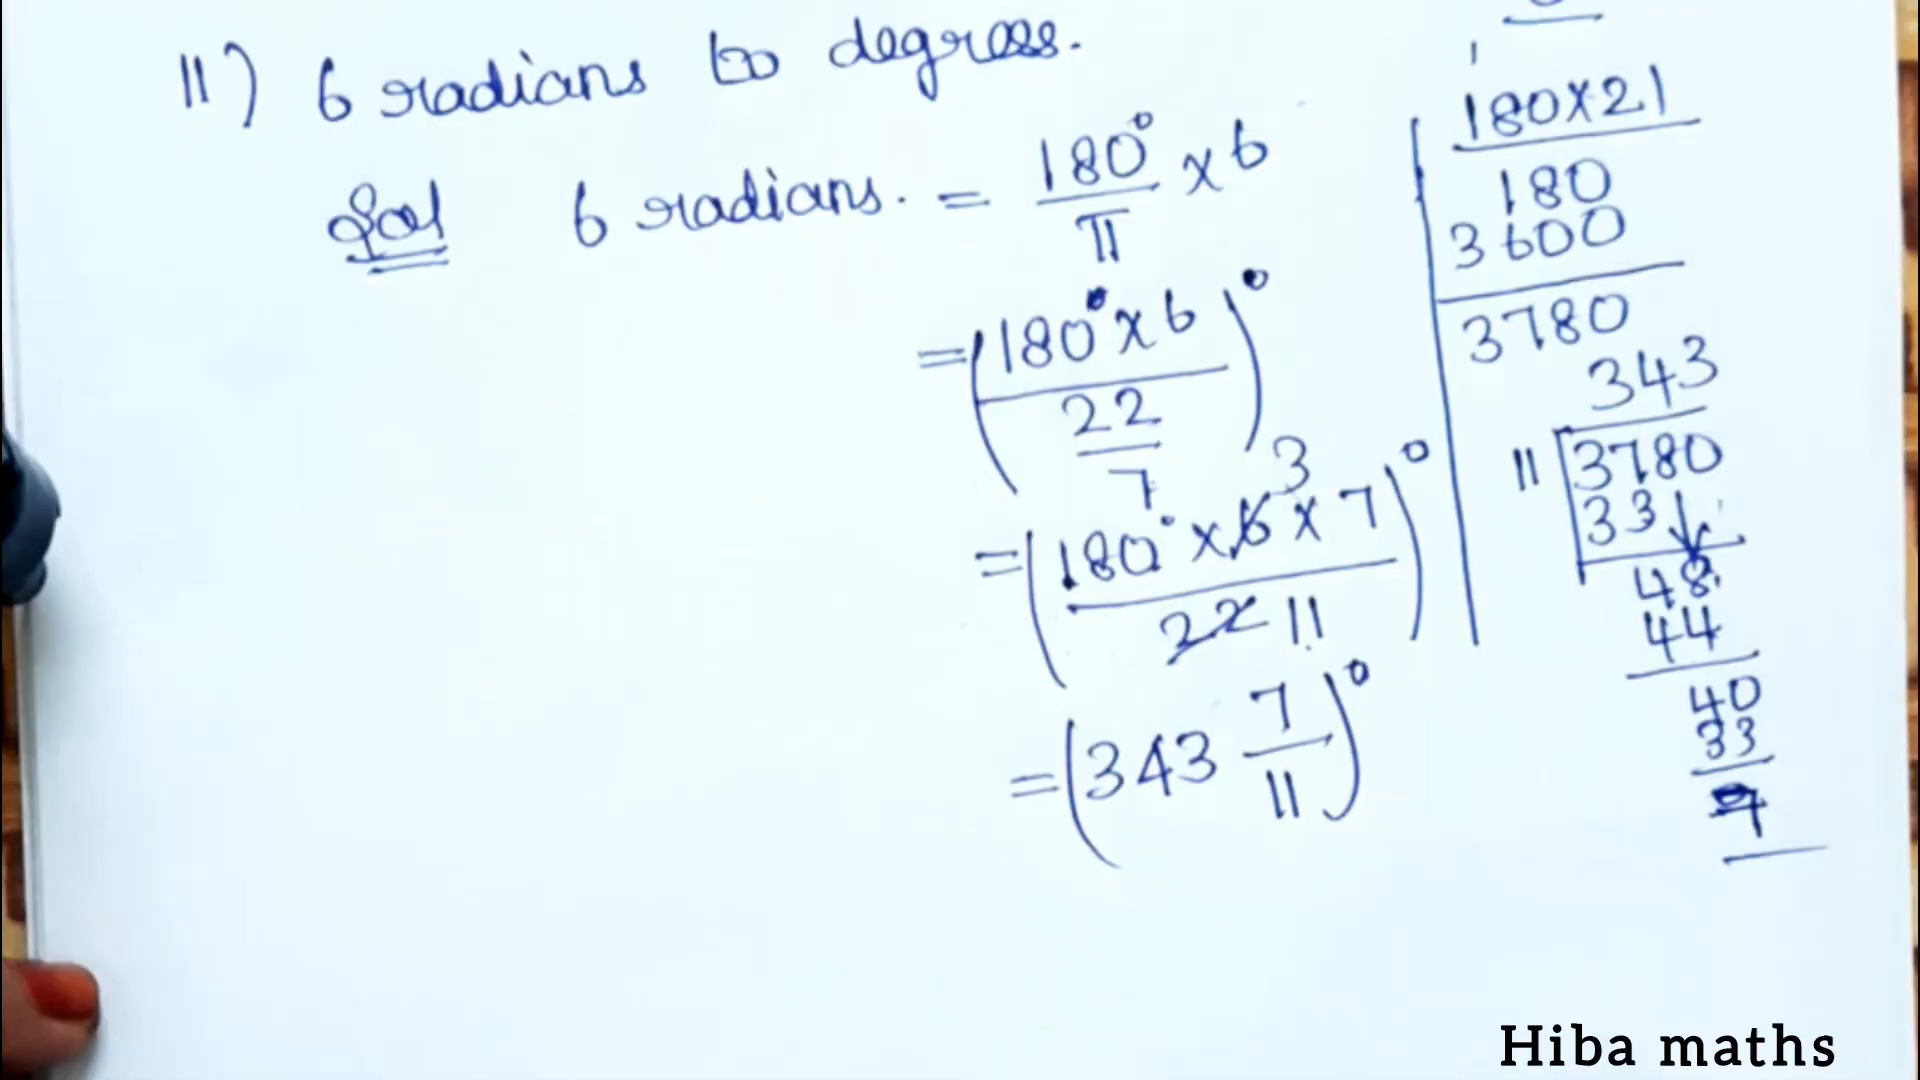 11) 6 radians to degrees.
Sol 6 radians. = 180° / π × 6
= (180° × 6 / 22/7)°
= (180° × 6 × 7 / 22)° 3 11
= (343 7/11)°
1
180×21
180
3600
3780
343
11 3780
33
48
44
40
33
7
Hiba maths